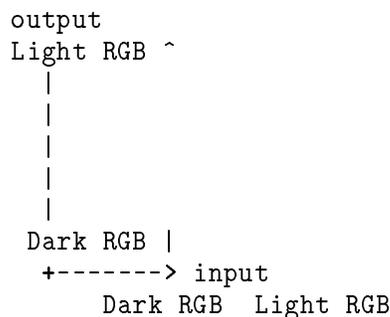 output
Light RGB ^
|
|
|
|
|
Dark RGB |
+-------> input
Dark RGB Light RGB